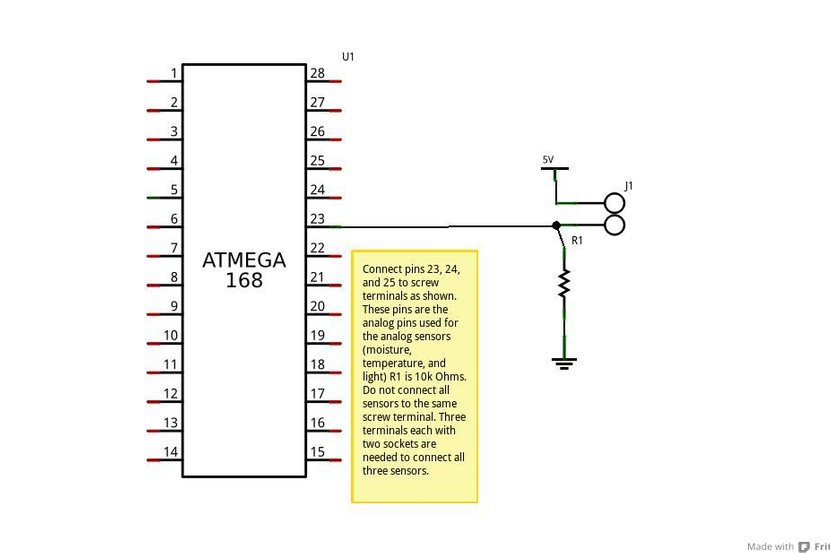 U1
1 28
2 27
3 26
4 25
5 24
6 23
7 22
8 21
9 20
10 19
11 18
12 17
13 16
14 15
ATMEGA
168
5V
J1
R1
Connect pins 23, 24,
and 25 to screw
terminals as shown.
These pins are the
analog pins used for
the analog sensors
(moisture,
temperature, and
light) R1 is 10k Ohms.
Do not connect all
sensors to the same
screw terminal. Three
terminals each with
two sockets are
needed to connect all
three sensors.
Made with Frit